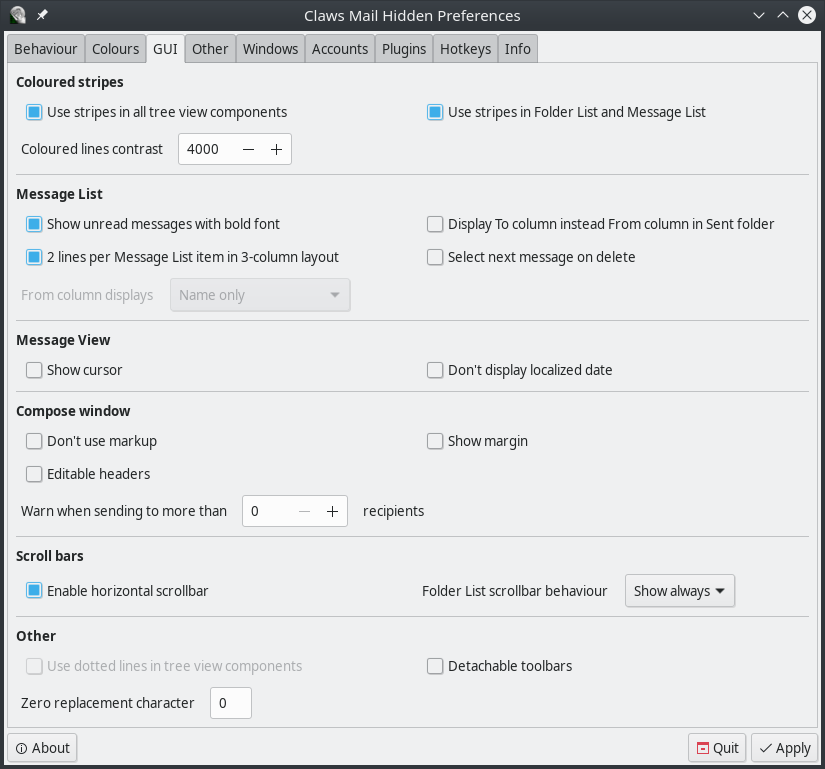 Claws Mail Hidden Preferences
Behaviour Colours GUI Other Windows Accounts Plugins Hotkeys Info
Coloured stripes
Use stripes in all tree view components Use stripes in Folder List and Message List
Coloured lines contrast 4000 − +
Message List
Show unread messages with bold font Display To column instead From column in Sent folder
2 lines per Message List item in 3-column layout Select next message on delete
From column displays Name only
Message View
Show cursor Don't display localized date
Compose window
Don't use markup Show margin
Editable headers
Warn when sending to more than 0 − + recipients
Scroll bars
Enable horizontal scrollbar Folder List scrollbar behaviour Show always
Other
Use dotted lines in tree view components Detachable toolbars
Zero replacement character 0
About Quit Apply